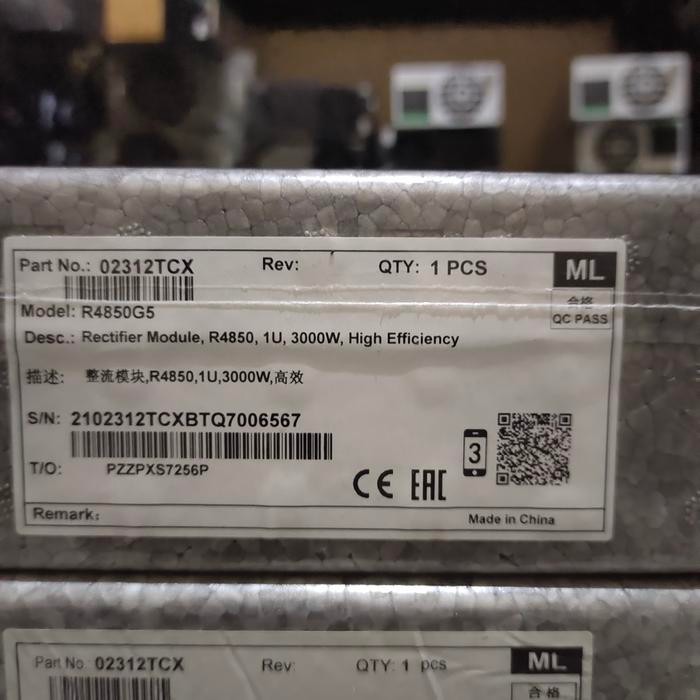 Part No.: 02312TCX Rev: QTY: 1 PCS ML
Model: R4850G5 合格
QC PASS
Desc.: Rectifier Module, R4850, 1U, 3000W, High Efficiency
描述: 整流模块,R4850,1U,3000W,高效
S/N: 2102312TCXBTQ7006567
3
T/O: PZZPXS7256P
CE EAC
Remark: Made in China
Part No.: 02312TCX Rev: QTY: 1 pcs ML
合格